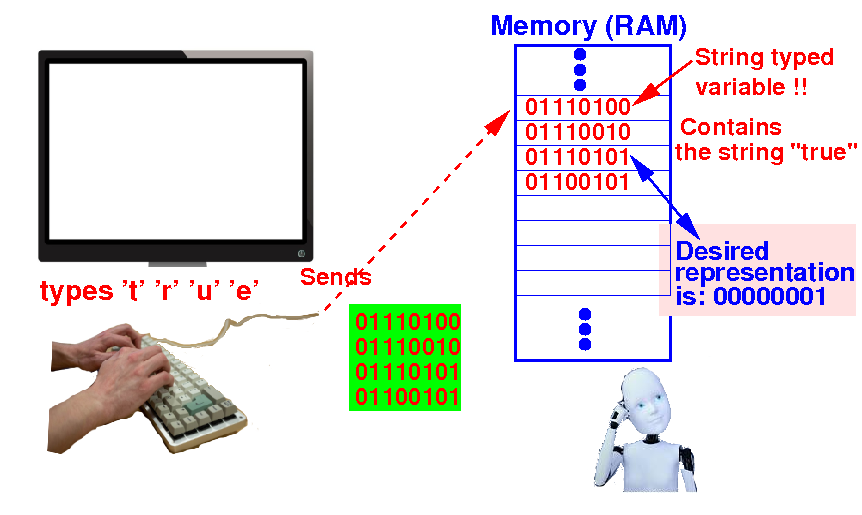 Memory (RAM)
String typed
variable !!
01110100
01110010
01110101
01100101
Contains
the string "true"
Desired
representation
is: 00000001
Sends
types ’t’ ’r’ ’u’ ’e’
01110100
01110010
01110101
01100101